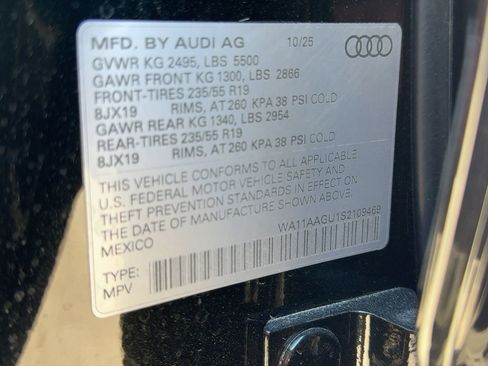 MFD. BY AUDI AG 10/25
GVWR KG 2495, LBS 5500
GAWR FRONT KG 1300, LBS 2866
FRONT-TIRES 235/55 R19
8JX19 RIMS, AT 260 KPA 38 PSI COLD
GAWR REAR KG 1340, LBS 2954
REAR-TIRES 235/55 R19
8JX19 RIMS, AT 260 KPA 38 PSI COLD
THIS VEHICLE CONFORMS TO ALL APPLICABLE
U.S. FEDERAL MOTOR VEHICLE SAFETY AND
THEFT PREVENTION STANDARDS IN EFFECT ON
THE DATE OF MANUFACTURE SHOWN ABOVE.
MEXICO
WA11AAGU1S2109469
TYPE:
MPV